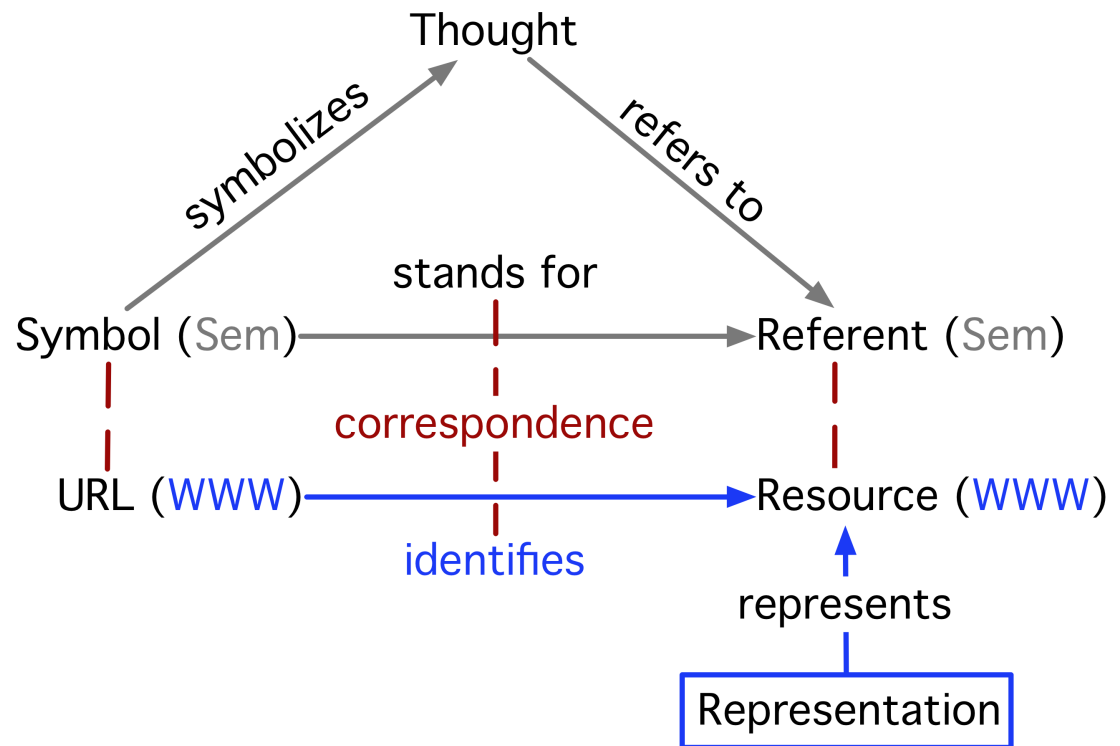 Thought
symbolizes
refers to
stands for
Symbol (Sem)
Referent (Sem)
correspondence
URL (WWW)
Resource (WWW)
identifies
represents
Representation